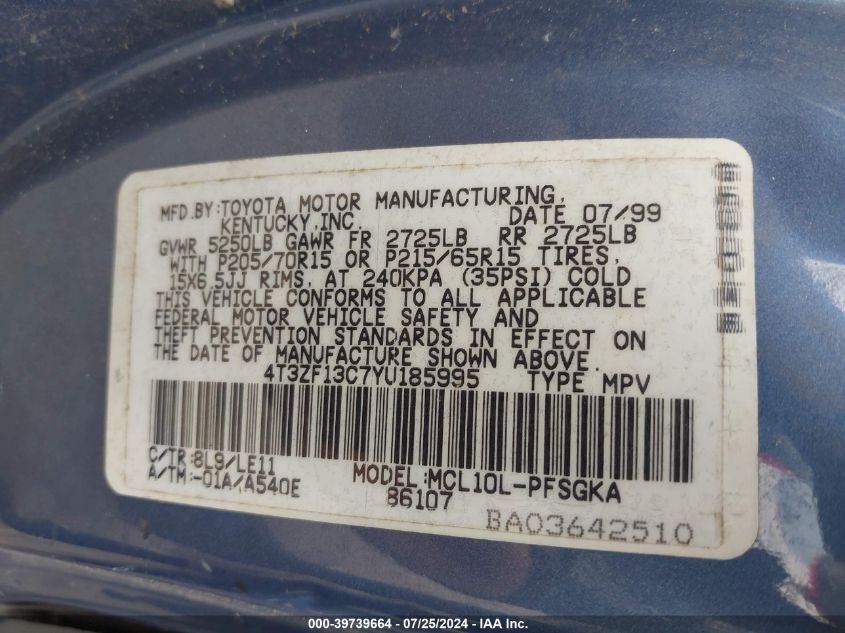 MFD.BY:TOYOTA MOTOR MANUFACTURING,
KENTUCKY,INC. DATE 07/99
GVWR 5250LB GAWR FR 2725LB RR 2725LB
WITH P205/70R15 OR P215/65R15 TIRES,
15X6.5JJ RIMS, AT 240KPA (35PSI) COLD
THIS VEHICLE CONFORMS TO ALL APPLICABLE
FEDERAL MOTOR VEHICLE SAFETY AND
THEFT PREVENTION STANDARDS IN EFFECT ON
THE DATE OF MANUFACTURE SHOWN ABOVE.
4T3ZF13C7YU185995 TYPE MPV
C/TR:8L9/LE11 MODEL:MCL10L-PFSGKA
A/TM:-01A/A540E 86107
BA03642510
000-39739664 - 07/25/2024 - IAA Holdings, LLC.